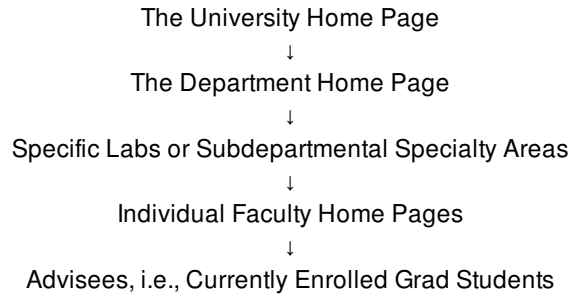 The University Home Page
↓
The Department Home Page
↓
Specific Labs or Subdepartmental Specialty Areas
↓
Individual Faculty Home Pages
↓
Advisees, i.e., Currently Enrolled Grad Students